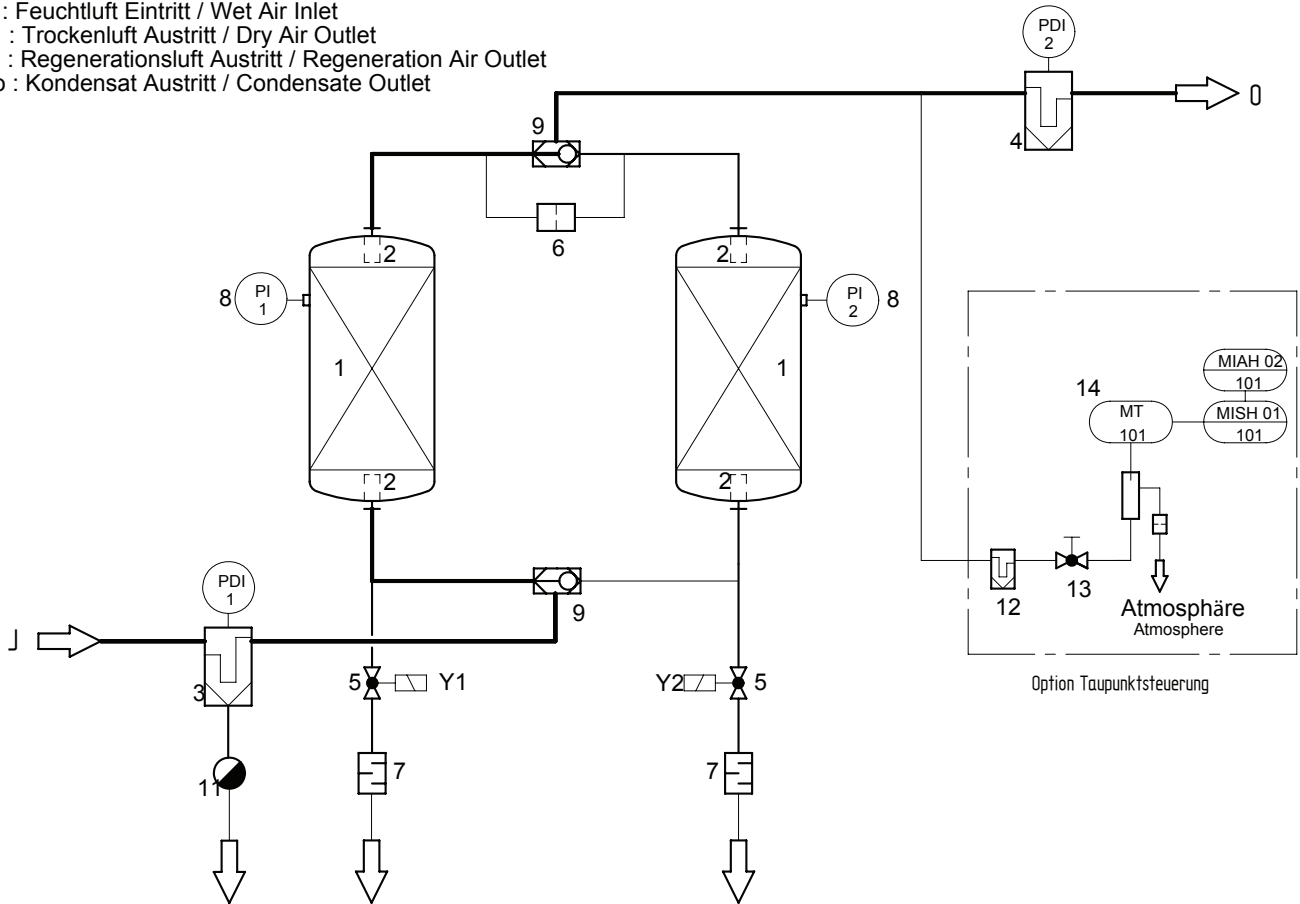 : Feuchtluft Eintritt / Wet Air Inlet
: Trockenluft Austritt / Dry Air Outlet
: Regenerationsluft Austritt / Regeneration Air Outlet
: Kondensat Austritt / Condensate Outlet
PDI
2
O
4
9
6
2
2
8
PI
1
PI
2
8
1
1
2
2
MIAH 02
101
14
MT
101
MISH 01
101
12
13
Atmosphäre
Atmosphere
Option Taupunktsteuerung
PDI
1
9
J
3
5
Y1
Y2
5
11
7
7